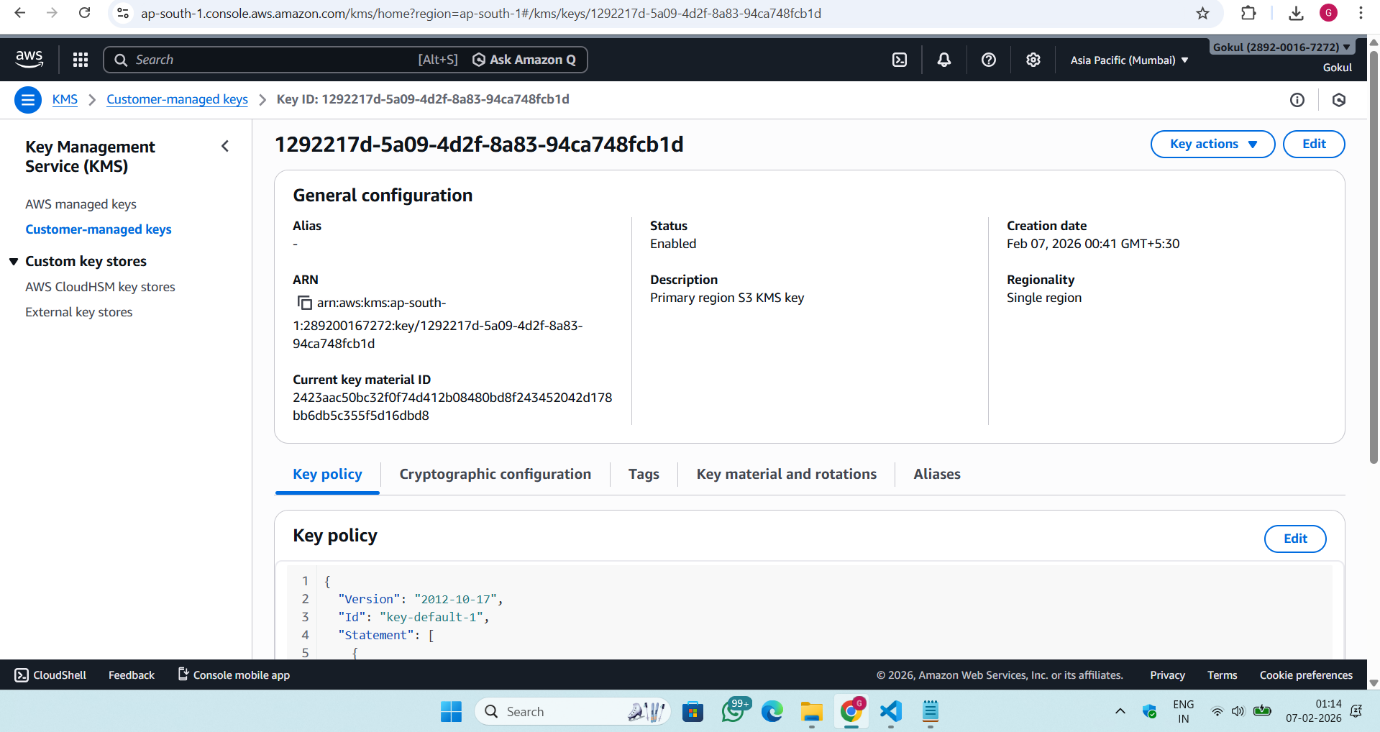 ap-south-1.console.aws.amazon.com/kms/home?region=ap-south-1#/kms/keys/1292217d-5a09-4d2f-8a83-94ca748fcb1d
G
aws
Search [Alt+S] Ask Amazon Q
Asia Pacific (Mumbai) ▼
Gokul (2892-0016-7272) ▼
Gokul
KMS > Customer-managed keys > Key ID: 1292217d-5a09-4d2f-8a83-94ca748fcb1d
Key Management
Service (KMS)
AWS managed keys
Customer-managed keys
Custom key stores
AWS CloudHSM key stores
External key stores
1292217d-5a09-4d2f-8a83-94ca748fcb1d
Key actions ▼
Edit
General configuration
Alias
-
ARN
arn:aws:kms:ap-south-
1:289200167272:key/1292217d-5a09-4d2f-8a83-
94ca748fcb1d
Current key material ID
2423aac50bc32f0f74d412b08480bd8f243452042d178
bb6db5c355f5d16dbd8
Status
Enabled
Description
Primary region S3 KMS key
Creation date
Feb 07, 2026 00:41 GMT+5:30
Regionality
Single region
Key policy
Cryptographic configuration
Tags
Key material and rotations
Aliases
Key policy
Edit
1 {
2 "Version": "2012-10-17",
3 "Id": "key-default-1",
4 "Statement": [
5 {
CloudShell
Feedback
Console mobile app
© 2026, Amazon Web Services, Inc. or its affiliates.
Privacy
Terms
Cookie preferences
Search
99+
G
ENG
IN
01:14
07-02-2026